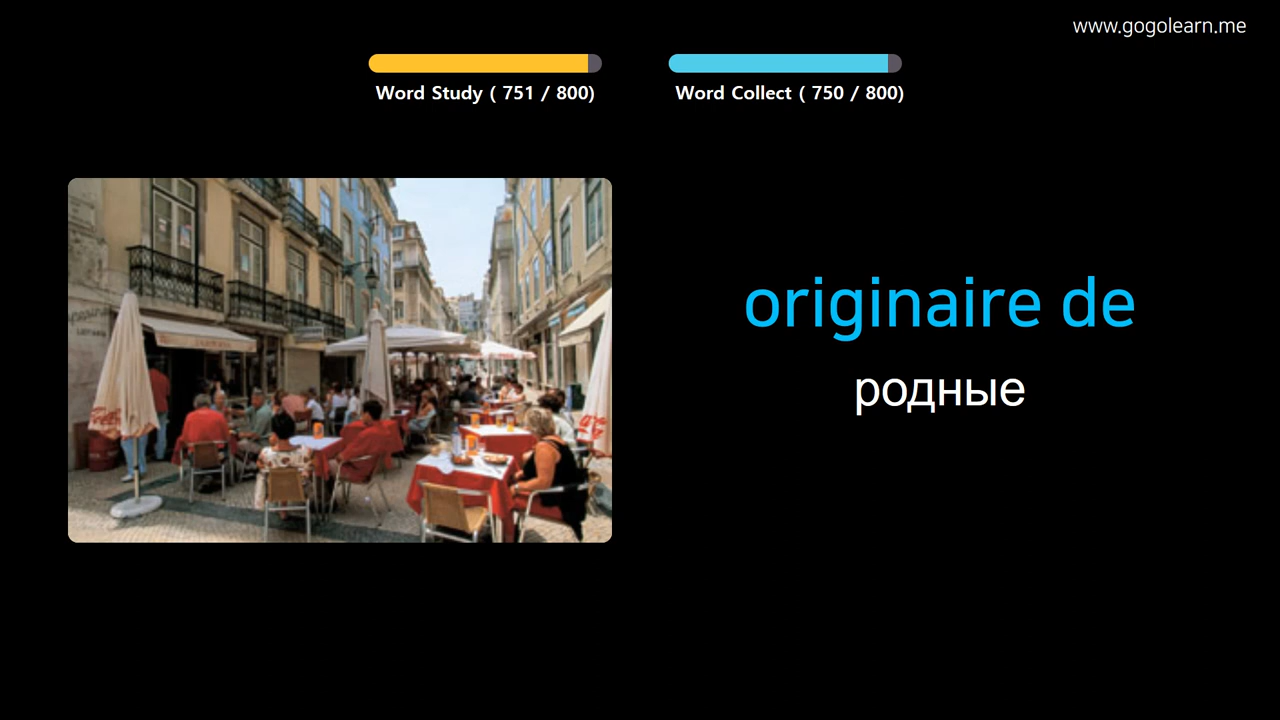 www.gogolearn.me
Word Study ( 751 / 800)
Word Collect ( 750 / 800)
originaire de
родные